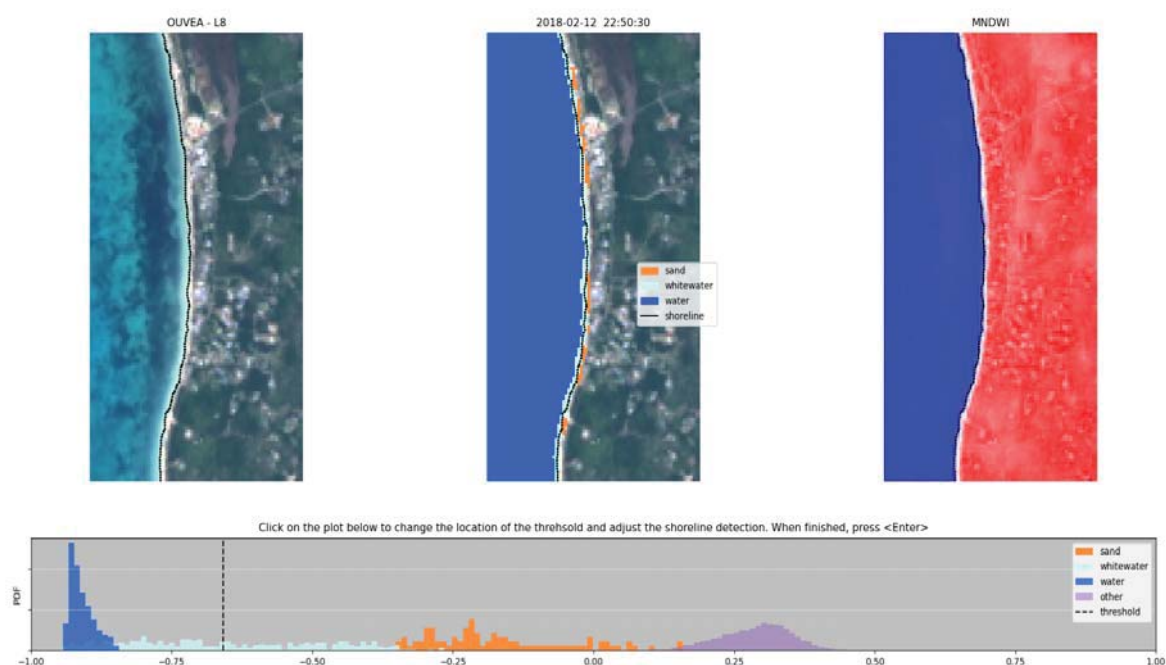 OUVEA - L8
2018-02-12 22:50:30
MNDWI
sand
whitewater
water
shoreline
Click on the plot below to change the location of the threhsold and adjust the shoreline detection. When finished, press <Enter>
PDF
sand
whitewater
water
other
threshold
−1.00 −0.75 −0.50 −0.25 0.00 0.25 0.50 0.75 1.00